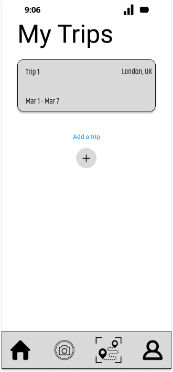 9:06
My Trips
Trip 1
London, UK
Mar 1 - Mar 7
Add a trip
+